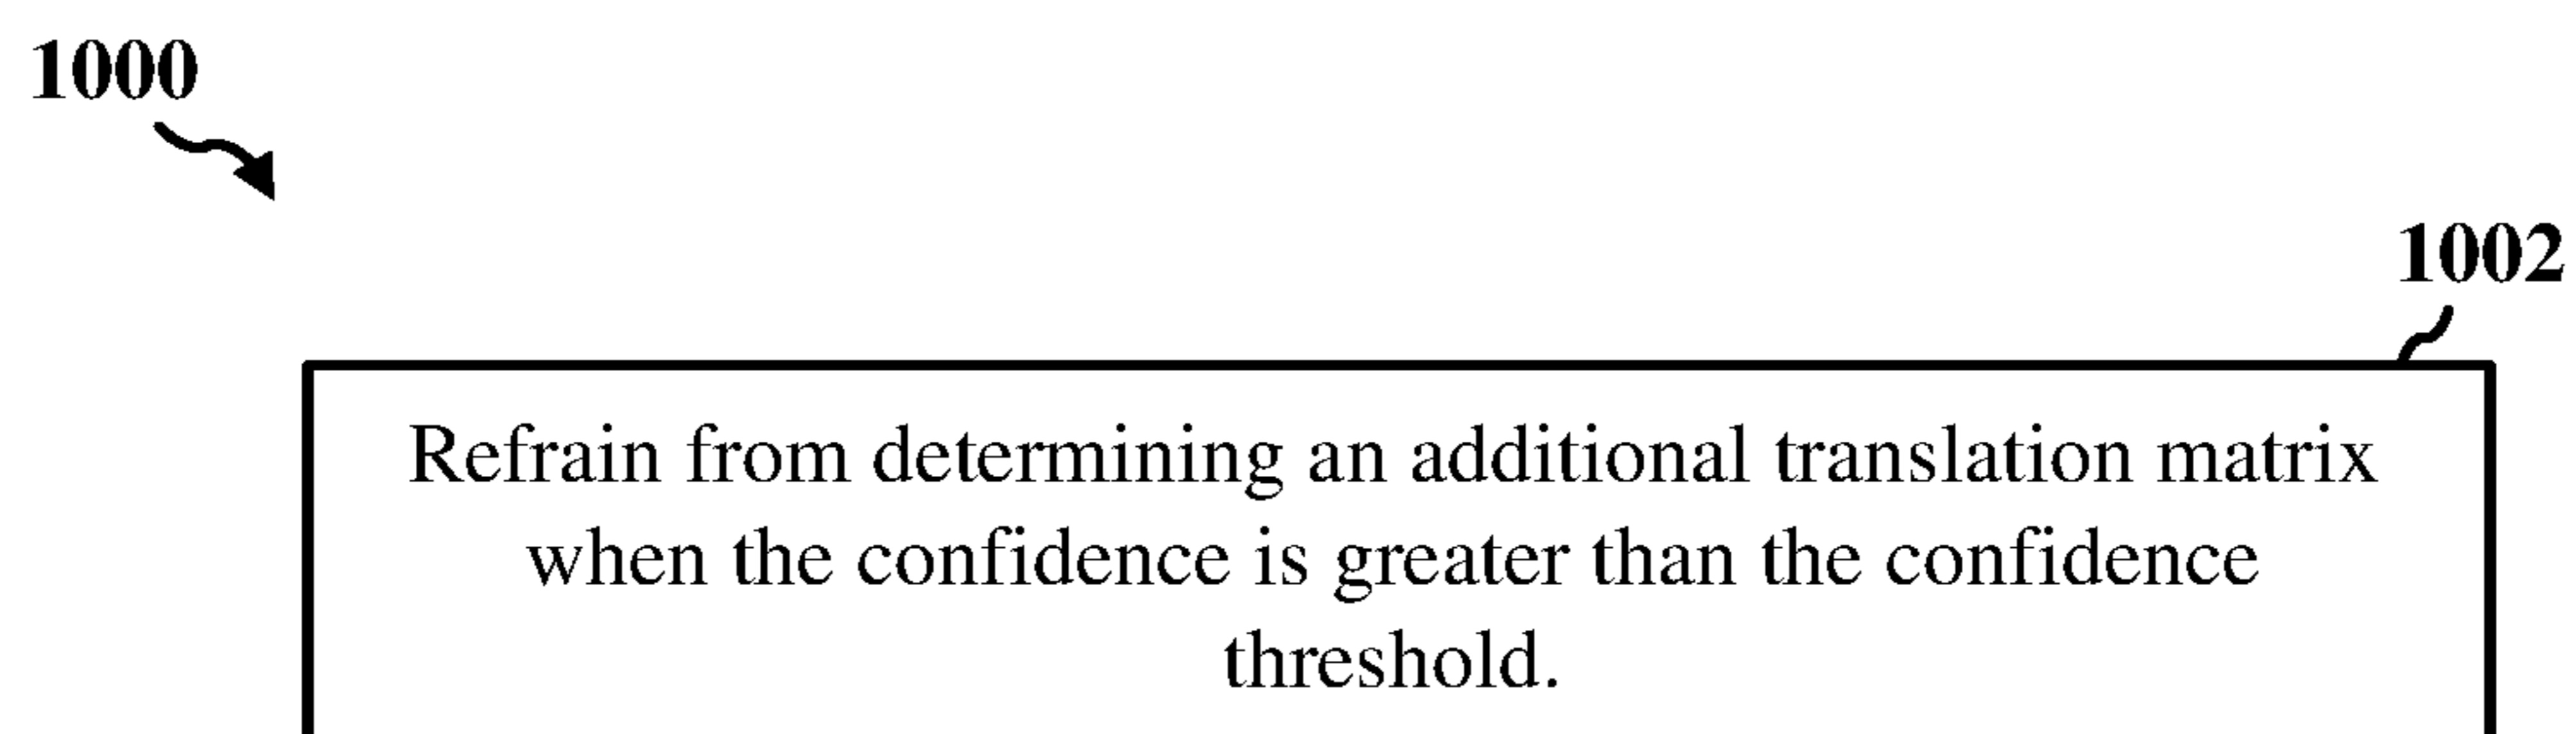 1000
1002
Refrain from determining an additional translation matrix
when the confidence is greater than the confidence
threshold.